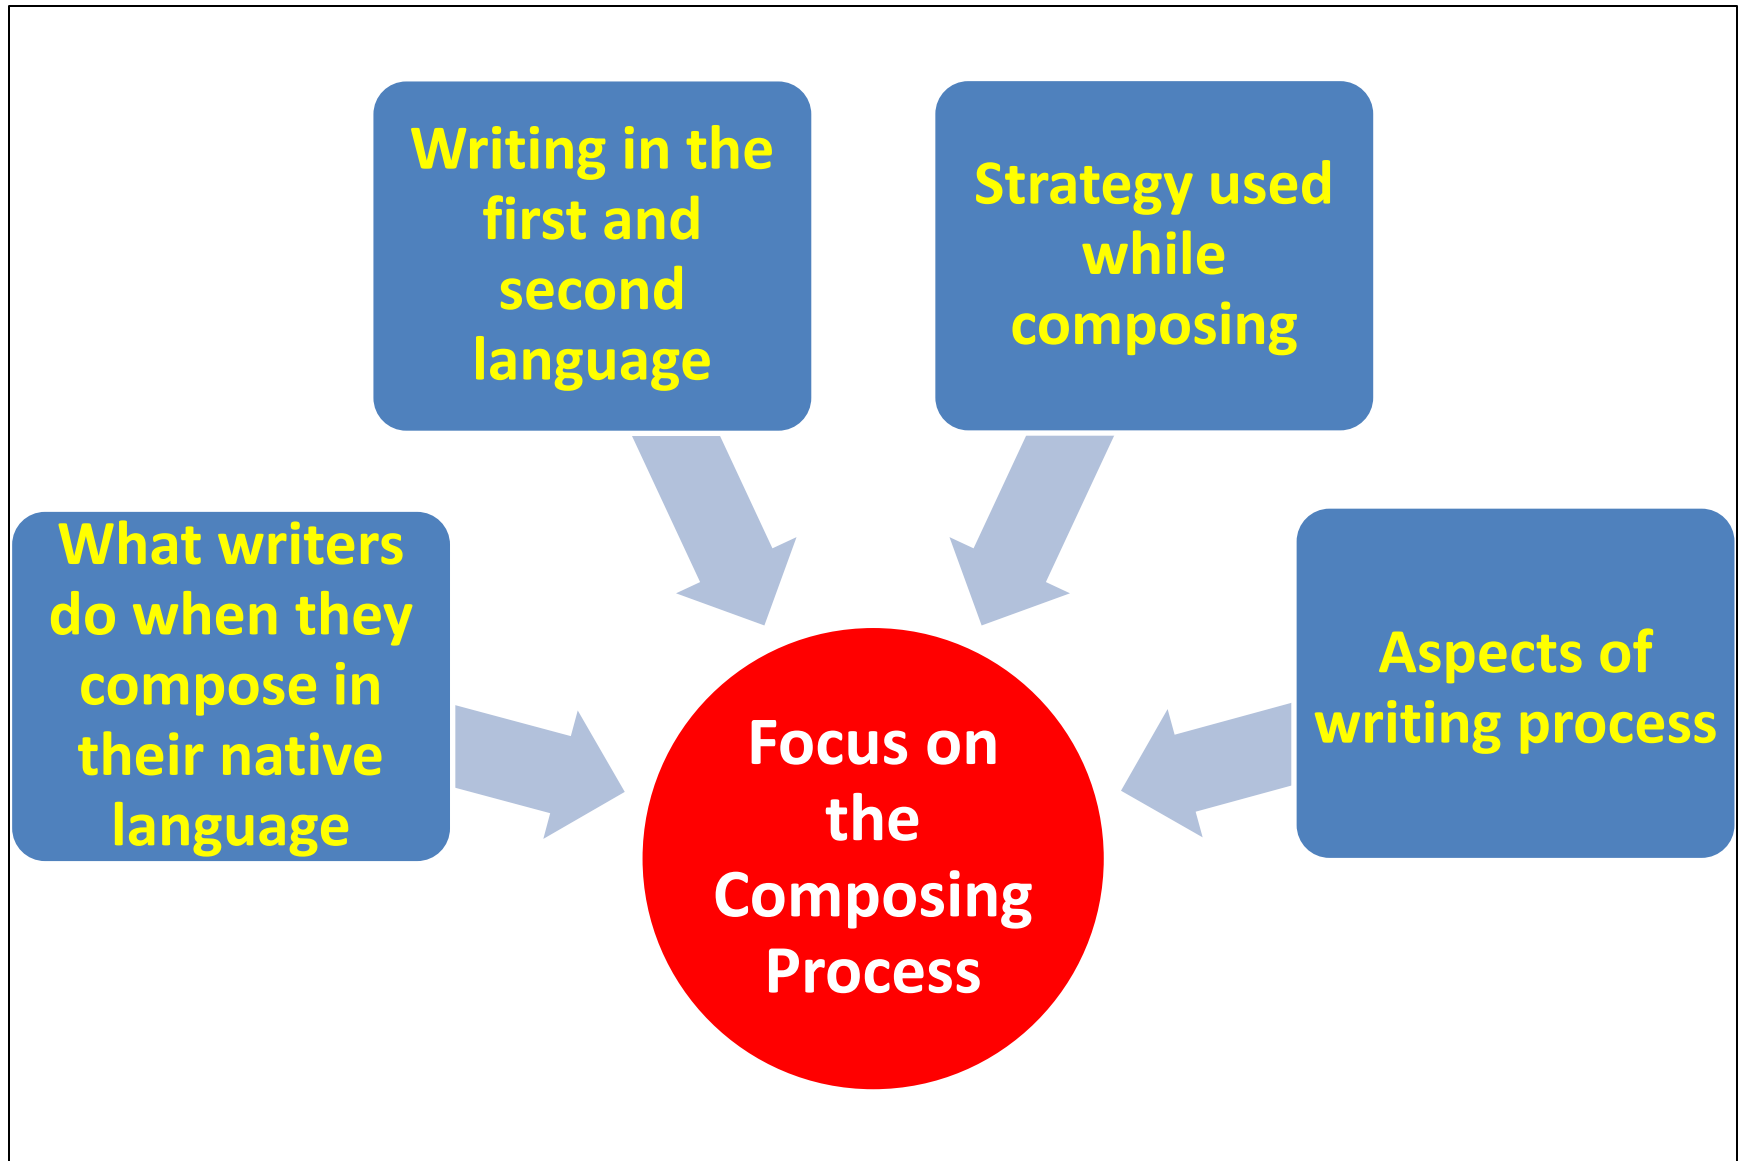 Writing in the
first and
second
language
Strategy used
while
composing
What writers
do when they
compose in
their native
language
Aspects of
writing process
Focus on
the
Composing
Process